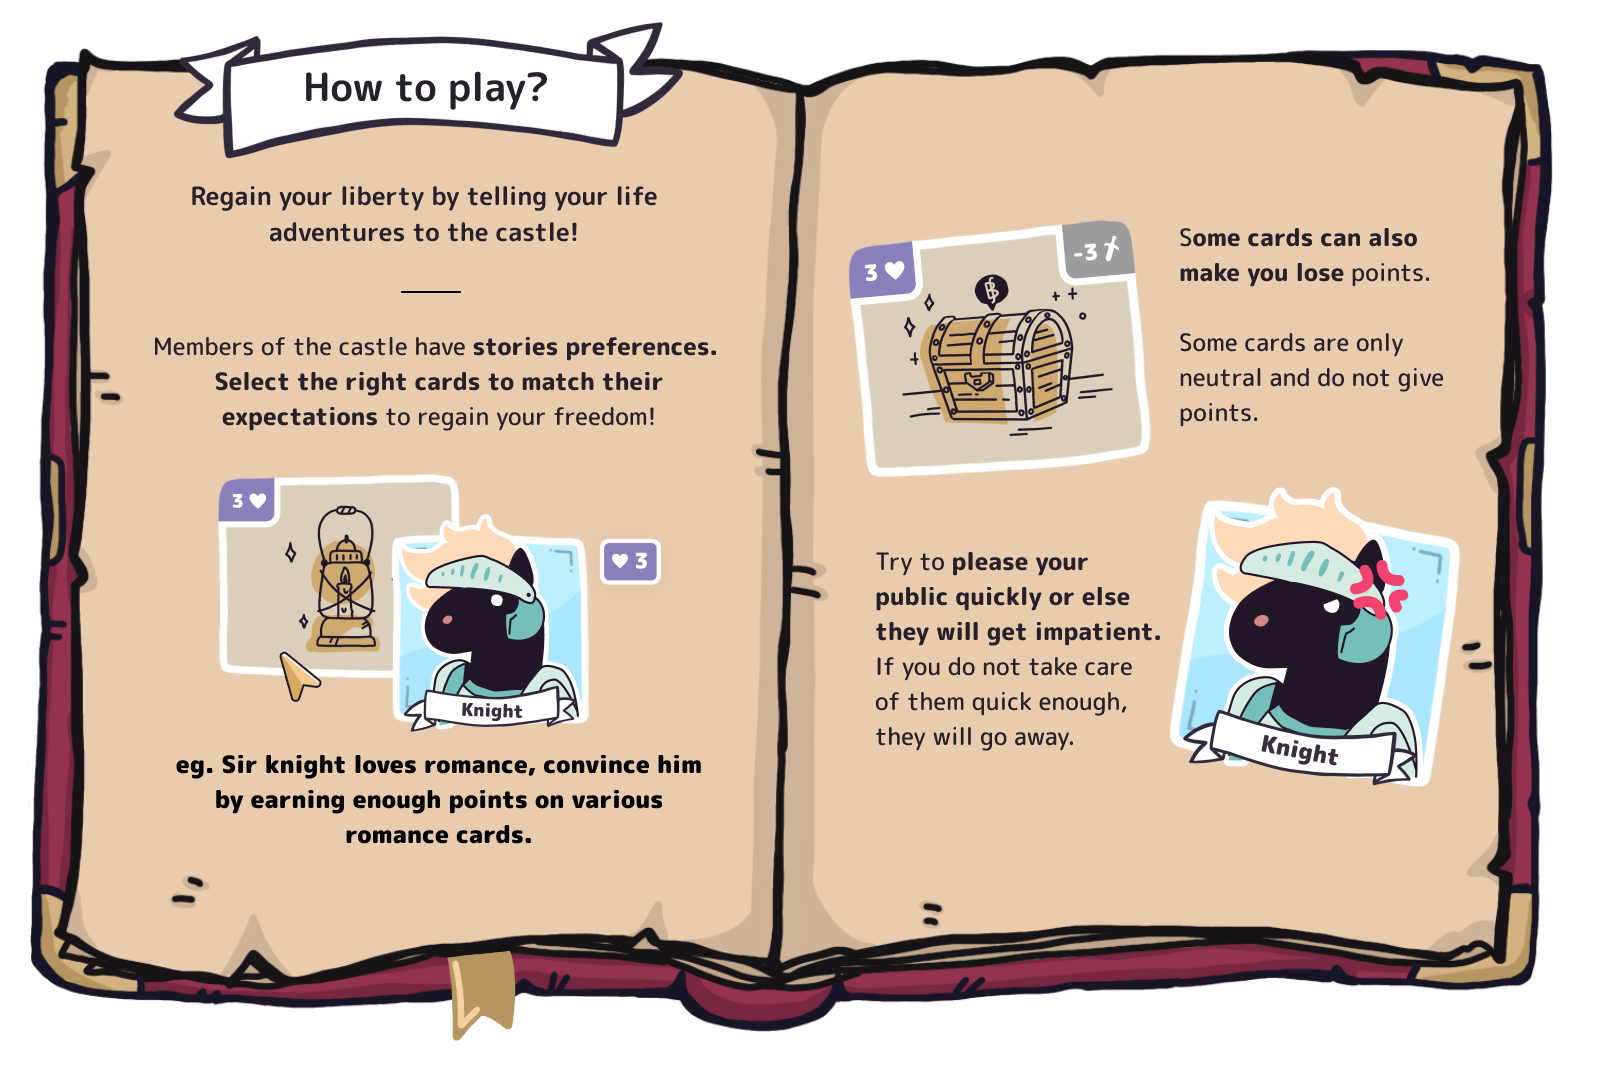 How to play?
Regain your liberty by telling your life
adventures to the castle!
Members of the castle have stories preferences.
Select the right cards to match their
expectations to regain your freedom!
3
3
Knight
eg. Sir knight loves romance, convince him
by earning enough points on various
romance cards.
3
-3
Some cards can also
make you lose points.
Some cards are only
neutral and do not give
points.
Try to please your
public quickly or else
they will get impatient.
If you do not take care
of them quick enough,
they will go away.
Knight